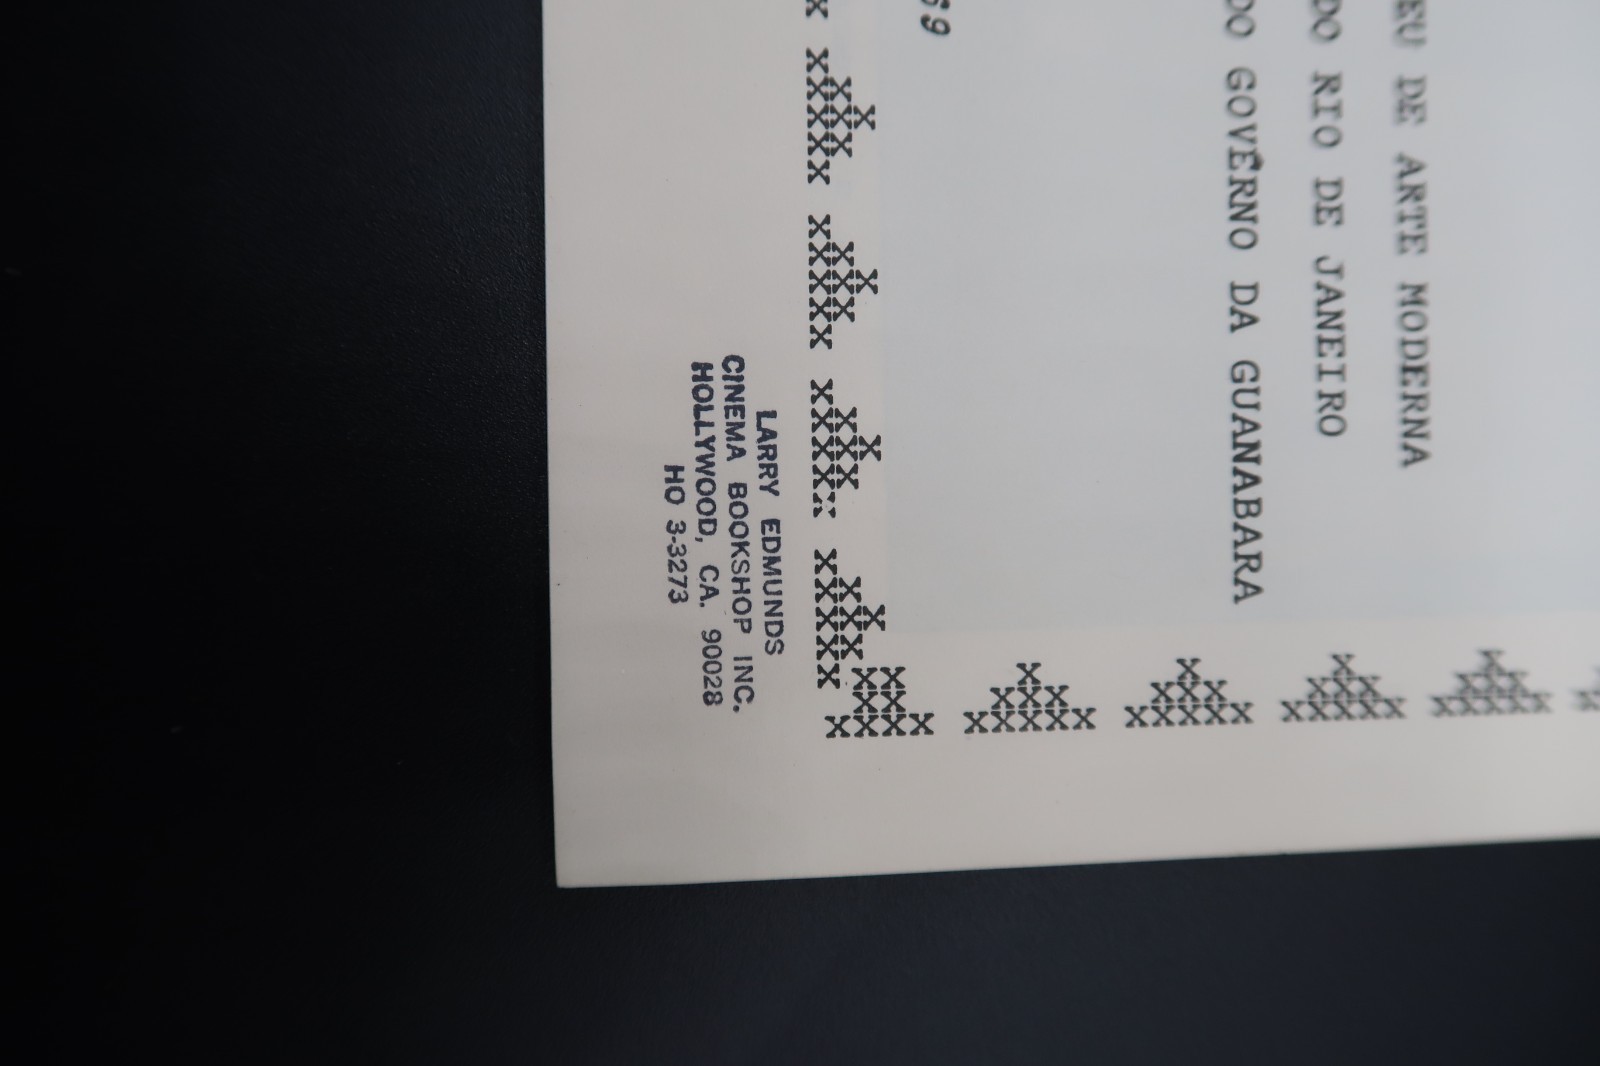 EU DE ARTE MODERNA
DO RIO DE JANEIRO
DO GOVÊRNO DA GUANABARA
69
LARRY EDMUNDS
CINEMA BOOKSHOP INC.
HOLLYWOOD, CA. 90028
HO 3-3273